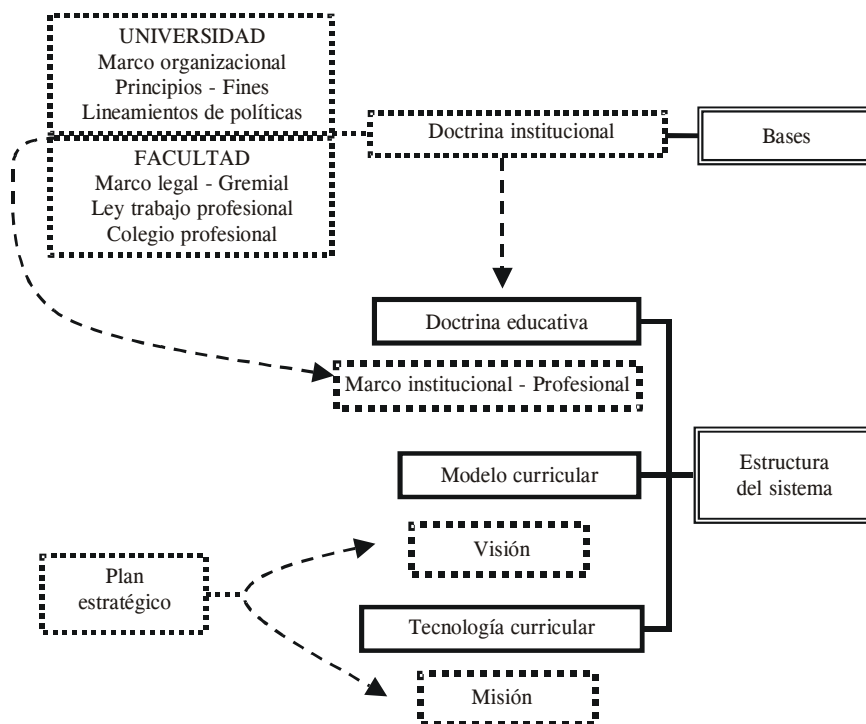 UNIVERSIDAD
Marco organizacional
Principios - Fines
Lineamientos de políticas
FACULTAD
Marco legal - Gremial
Ley trabajo profesional
Colegio profesional
Doctrina institucional
Bases
Doctrina educativa
Marco institucional - Profesional
Modelo curricular
Estructura
del sistema
Visión
Plan
estratégico
Tecnología curricular
Misión